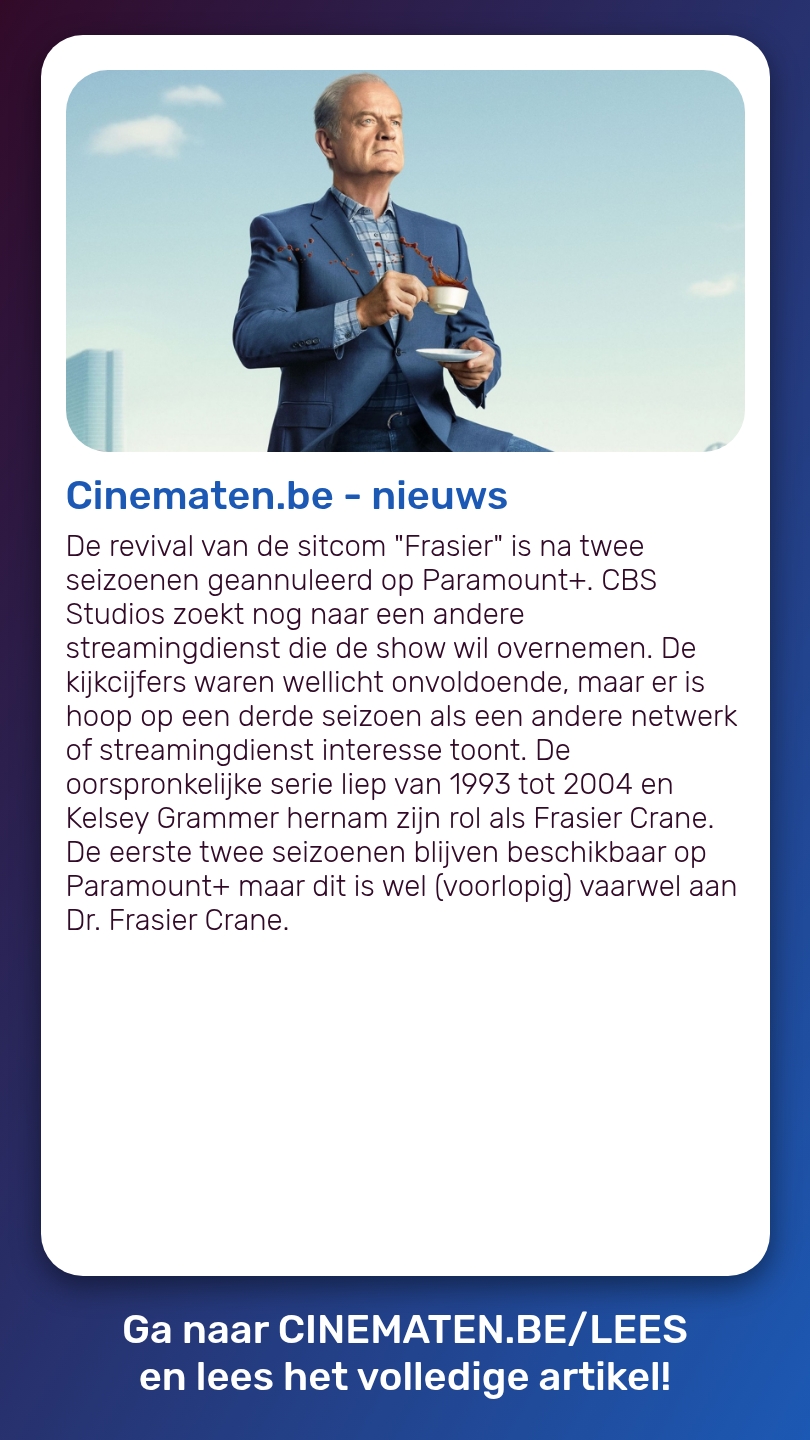 Cinematen.be - nieuws
De revival van de sitcom "Frasier" is na twee
seizoenen geannuleerd op Paramount+. CBS
Studios zoekt nog naar een andere
streamingdienst die de show wil overnemen. De
kijkcijfers waren wellicht onvoldoende, maar er is
hoop op een derde seizoen als een andere netwerk
of streamingdienst interesse toont. De
oorspronkelijke serie liep van 1993 tot 2004 en
Kelsey Grammer hernam zijn rol als Frasier Crane.
De eerste twee seizoenen blijven beschikbaar op
Paramount+ maar dit is wel (voorlopig) vaarwel aan
Dr. Frasier Crane.
Ga naar CINEMATEN.BE/LEES
en lees het volledige artikel!